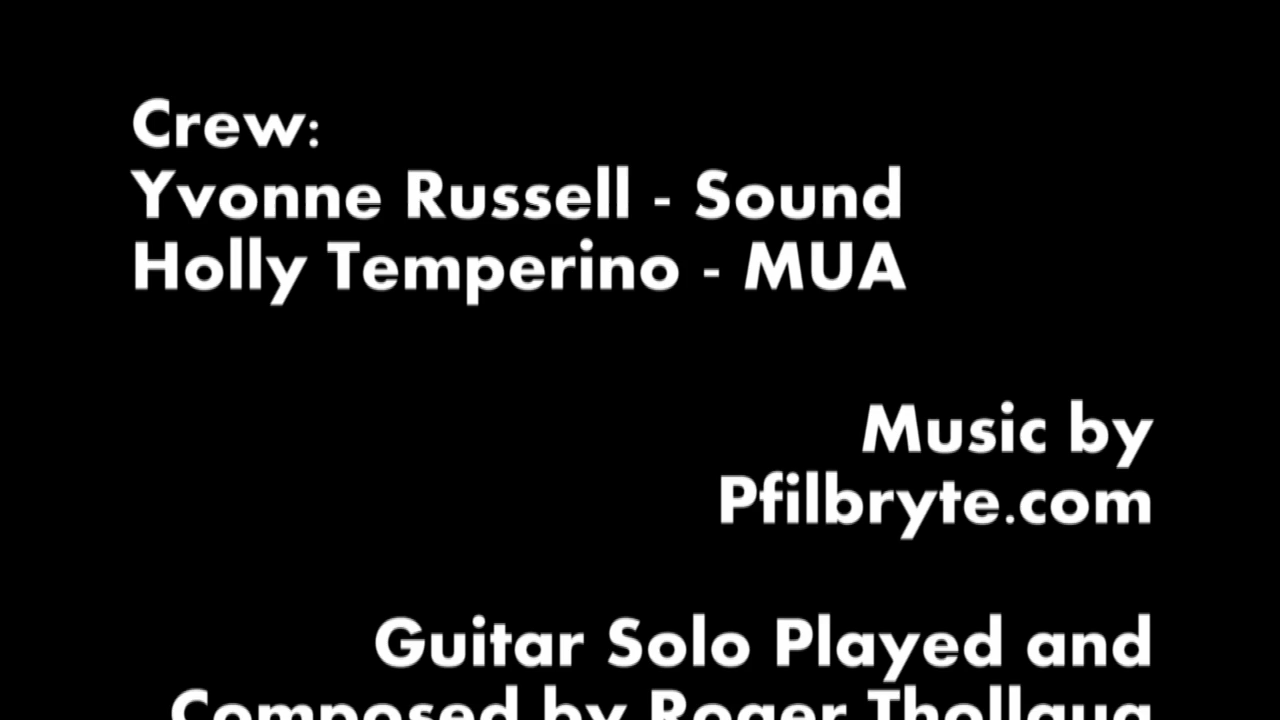 Crew:
Yvonne Russell - Sound
Holly Temperino - MUA
Music by
Pfilbryte.com
Guitar Solo Played and
Composed by Roger